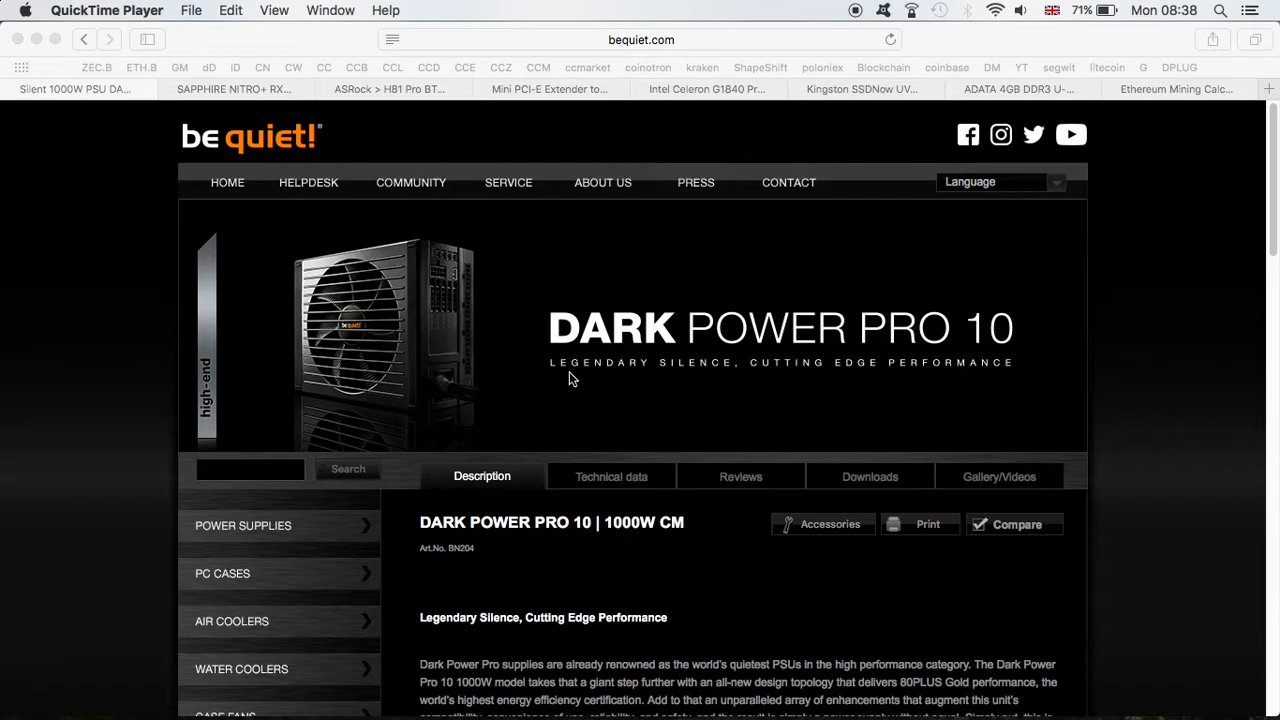 QuickTime Player File Edit View Window Help 71% Mon 08:38
bequiet.com
ZEC.B ETH.B GM dD ID CN CW CC CCB CCL CCD CCE CCZ CCM ccmarket coinotron kraken ShapeShift poloniex Blockchain coinbase DM YT segwit litecoin G DPLUG
Silent 1000W PSU DA... SAPPHIRE NITRO+ RX... ASRock > H81 Pro BT... Mini PCI-E Extender to... Intel Celeron G1840 Pr... Kingston SSDNow UV... ADATA 4GB DDR3 U-... Ethereum Mining Calc...
be quiet!®
HOME HELPDESK COMMUNITY SERVICE ABOUT US PRESS CONTACT Language
high-end
be quiet!
DARK POWER PRO 10
LEGENDARY SILENCE, CUTTING EDGE PERFORMANCE
Search Description Technical data Reviews Downloads Gallery/Videos
POWER SUPPLIES
PC CASES
AIR COOLERS
WATER COOLERS
CASE FANS
DARK POWER PRO 10 | 1000W CM Accessories Print Compare
Art.No. BN204
Legendary Silence, Cutting Edge Performance
Dark Power Pro supplies are already renowned as the world's quietest PSUs in the high performance category. The Dark Power
Pro 10 1000W model takes that a giant step further with an all-new design topology that delivers 80PLUS Gold performance, the
world's highest energy efficiency certification. Add to that an unparalleled array of enhancements that augment this unit's